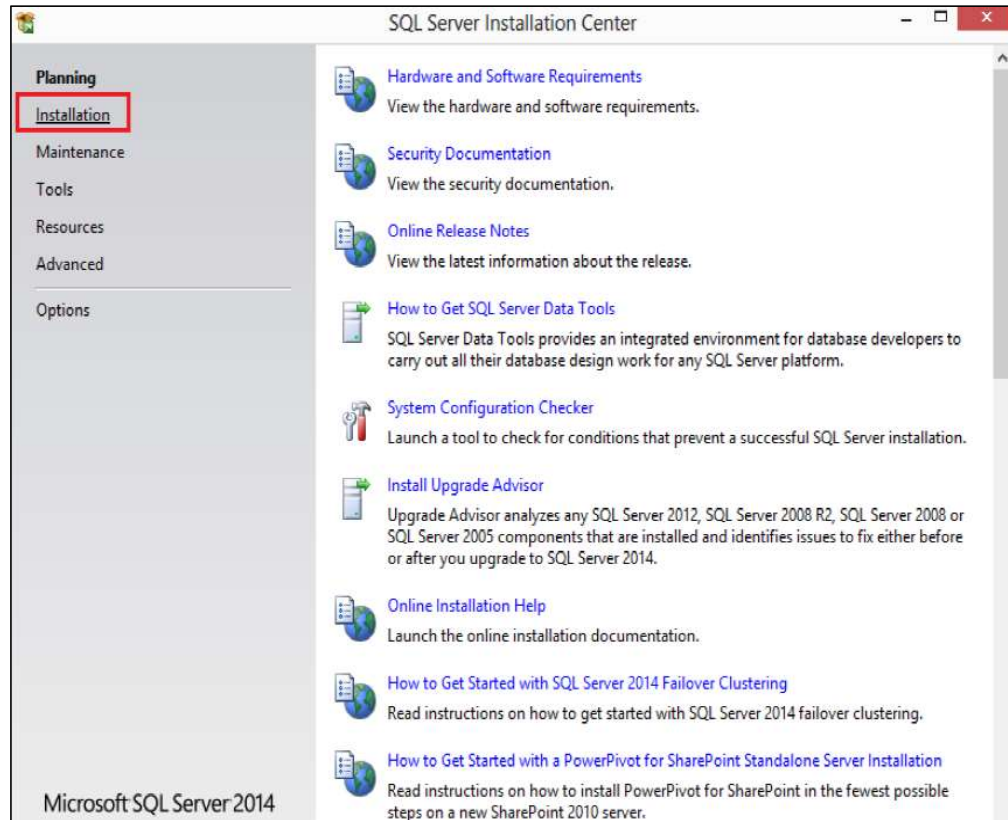 SQL Server Installation Center
Planning
Installation
Maintenance
Tools
Resources
Advanced
Options
Microsoft SQL Server 2014
Hardware and Software Requirements
View the hardware and software requirements.
Security Documentation
View the security documentation.
Online Release Notes
View the latest information about the release.
How to Get SQL Server Data Tools
SQL Server Data Tools provides an integrated environment for database developers to
carry out all their database design work for any SQL Server platform.
System Configuration Checker
Launch a tool to check for conditions that prevent a successful SQL Server installation.
Install Upgrade Advisor
Upgrade Advisor analyzes any SQL Server 2012, SQL Server 2008 R2, SQL Server 2008 or
SQL Server 2005 components that are installed and identifies issues to fix either before
or after you upgrade to SQL Server 2014.
Online Installation Help
Launch the online installation documentation.
How to Get Started with SQL Server 2014 Failover Clustering
Read instructions on how to get started with SQL Server 2014 failover clustering.
How to Get Started with a PowerPivot for SharePoint Standalone Server Installation
Read instructions on how to install PowerPivot for SharePoint in the fewest possible
steps on a new SharePoint 2010 server.